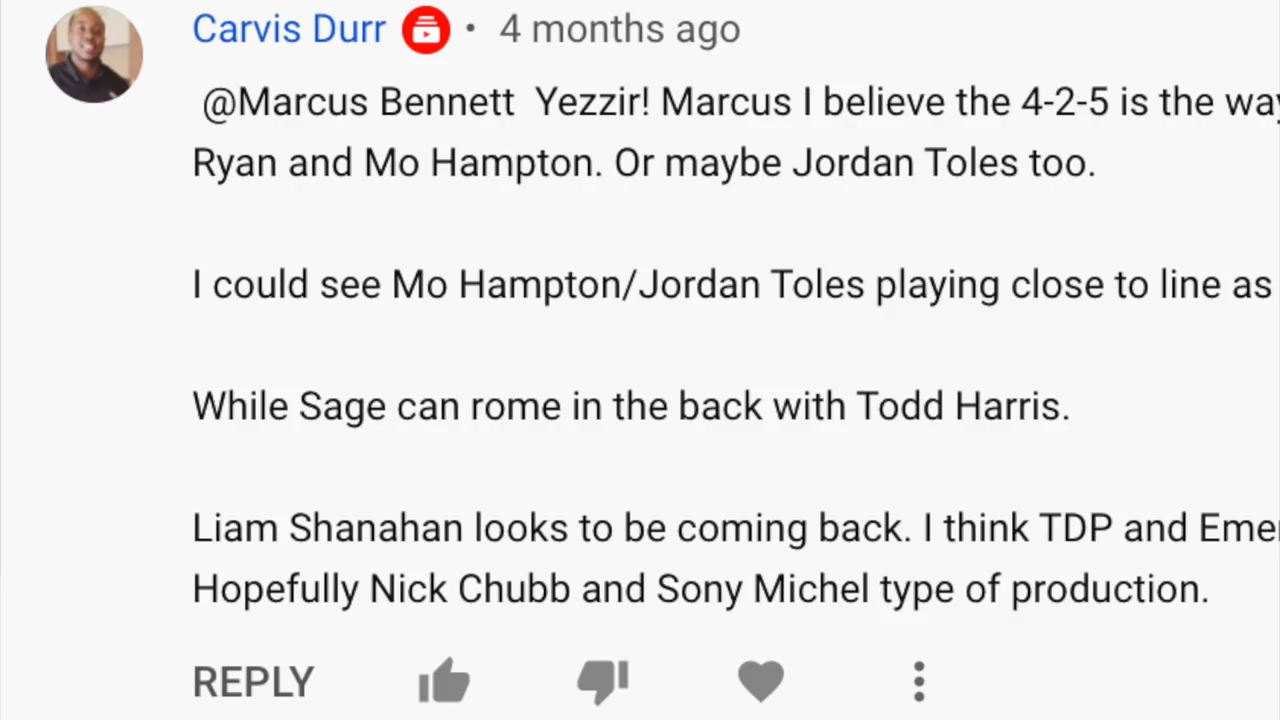 Carvis Durr • 4 months ago
@Marcus Bennett Yezzir! Marcus I believe the 4-2-5 is the
Ryan and Mo Hampton. Or maybe Jordan Toles too.
I could see Mo Hampton/Jordan Toles playing close to line as
While Sage can rome in the back with Todd Harris.
Liam Shanahan looks to be coming back. I think TDP and
Hopefully Nick Chubb and Sony Michel type of production.
REPLY